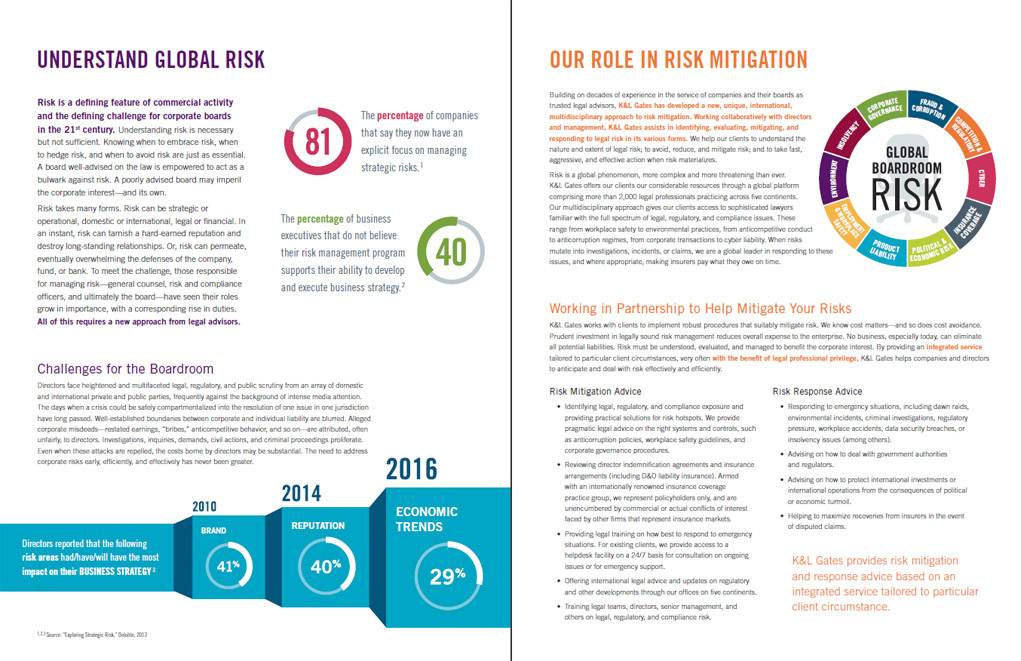 UNDERSTAND GLOBAL RISK
Risk is a defining feature of commercial activity
and the defining challenge for corporate boards
in the 21st century. Understanding risk is necessary
but not sufficient. Knowing when to embrace risk, when
to hedge risk, and when to avoid risk are just as essential.
A board well-advised on the law is empowered to act as a
bulwark against risk. A poorly advised board may imperil
the corporate interest—and its own.
Risk takes many forms. Risk can be strategic or
operational, domestic or international, legal or financial. In
an instant, risk can tarnish a hard-earned reputation and
destroy long-standing relationships. Or, risk can permeate,
eventually overwhelming the defenses of the company,
fund, or bank. To meet the challenge, those responsible
for managing risk—general counsel, risk and compliance
officers, and ultimately the board—have seen their roles
grow in importance, with a corresponding rise in duties.
All of this requires a new approach from legal advisors.
81
The percentage of companies
that say they now have an
explicit focus on managing
strategic risks.1
The percentage of business
executives that do not believe
their risk management program
supports their ability to develop
and execute business strategy.2
40
Challenges for the Boardroom
Directors face heightened and multifaceted legal, regulatory, and public scrutiny from an array of domestic
and international private and public parties, frequently against the background of intense media attention.
The days when a crisis could be safely compartmentalized into the resolution of one issue in one jurisdiction
have long passed. Well-established boundaries between corporate and individual liability are blurred. Alleged
corporate misdeeds—restated earnings, "bribes," anticompetitive behavior, and so on—are attributed, often
unfairly, to directors. Investigations, inquiries, demands, civil actions, and criminal proceedings proliferate.
Even when these attacks are repelled, the costs borne by directors may be substantial. The need to address
corporate risks early, efficiently, and effectively has never been greater.
Directors reported that the following
risk areas had/have/will have the most
impact on their BUSINESS STRATEGY3
2010
BRAND
41%
2014
REPUTATION
40%
2016
ECONOMIC
TRENDS
29%
1,2,3 Source: "Exploring Strategic Risk," Deloitte, 2013
OUR ROLE IN RISK MITIGATION
Building on decades of experience in the service of companies and their boards as
trusted legal advisors, K&L Gates has developed a new, unique, international,
multidisciplinary approach to risk mitigation. Working collaboratively with directors
and management, K&L Gates assists in identifying, evaluating, mitigating, and
responding to legal risk in its various forms. We help our clients to understand the
nature and extent of legal risk; to avoid, reduce, and mitigate risk; and to take fast,
aggressive, and effective action when risk materializes.
Risk is a global phenomenon, more complex and more threatening than ever.
K&L Gates offers our clients our considerable resources through a global platform
comprising more than 2,000 legal professionals practicing across five continents.
Our multidisciplinary approach gives our clients access to sophisticated lawyers
familiar with the full spectrum of legal, regulatory, and compliance issues. These
range from workplace safety to environmental practices, from anticompetitive conduct
to anticorruption regimes, from corporate transactions to cyber liability. When risks
mutate into investigations, incidents, or claims, we are a global leader in responding to these
issues, and where appropriate, making insurers pay what they owe on time.
GLOBAL
BOARDROOM
RISK
CORPORATE
GOVERNANCE
FRAUD &
CORRUPTION
COMPETITION &
REGULATORY
CYBER
INSURANCE
COVERAGE
POLITICAL &
ECONOMIC RISK
PRODUCT
LIABILITY
EMPLOYMENT
& WORKPLACE
SAFETY
ENVIRONMENT
INSOLVENCY
Working in Partnership to Help Mitigate Your Risks
K&L Gates works with clients to implement robust procedures that suitably mitigate risk. We know cost matters—and so does cost avoidance.
Prudent investment in legally sound risk management reduces overall expense to the enterprise. No business, especially today, can eliminate
all potential liabilities. Risk must be understood, evaluated, and managed to benefit the corporate interest. By providing an integrated service
tailored to particular client circumstances, very often with the benefit of legal professional privilege, K&L Gates helps companies and directors
to anticipate and deal with risk effectively and efficiently.
Risk Mitigation Advice
• Identifying legal, regulatory, and compliance exposure and
providing practical solutions for risk hotspots. We provide
pragmatic legal advice on the right systems and controls, such
as anticorruption policies, workplace safety guidelines, and
corporate governance procedures.
• Reviewing director indemnification agreements and insurance
arrangements (including D&O liability insurance). Armed
with an internationally renowned insurance coverage
practice group, we represent policyholders only, and are
unencumbered by commercial or actual conflicts of interest
faced by other firms that represent insurance markets.
• Providing legal training on how best to respond to emergency
situations. For existing clients, we provide access to a
helpdesk facility on a 24/7 basis for consultation on ongoing
issues or for emergency support.
• Offering international legal advice and updates on regulatory
and other developments through our offices on five continents.
• Training legal teams, directors, senior management, and
others on legal, regulatory, and compliance risk.
Risk Response Advice
• Responding to emergency situations, including dawn raids,
environmental incidents, criminal investigations, regulatory
pressure, workplace accidents, data security breaches, or
insolvency issues (among others).
• Advising on how to deal with government authorities
and regulators.
• Advising on how to protect international investments or
international operations from the consequences of political
or economic turmoil.
• Helping to maximize recoveries from insurers in the event
of disputed claims.
K&L Gates provides risk mitigation
and response advice based on an
integrated service tailored to particular
client circumstance.